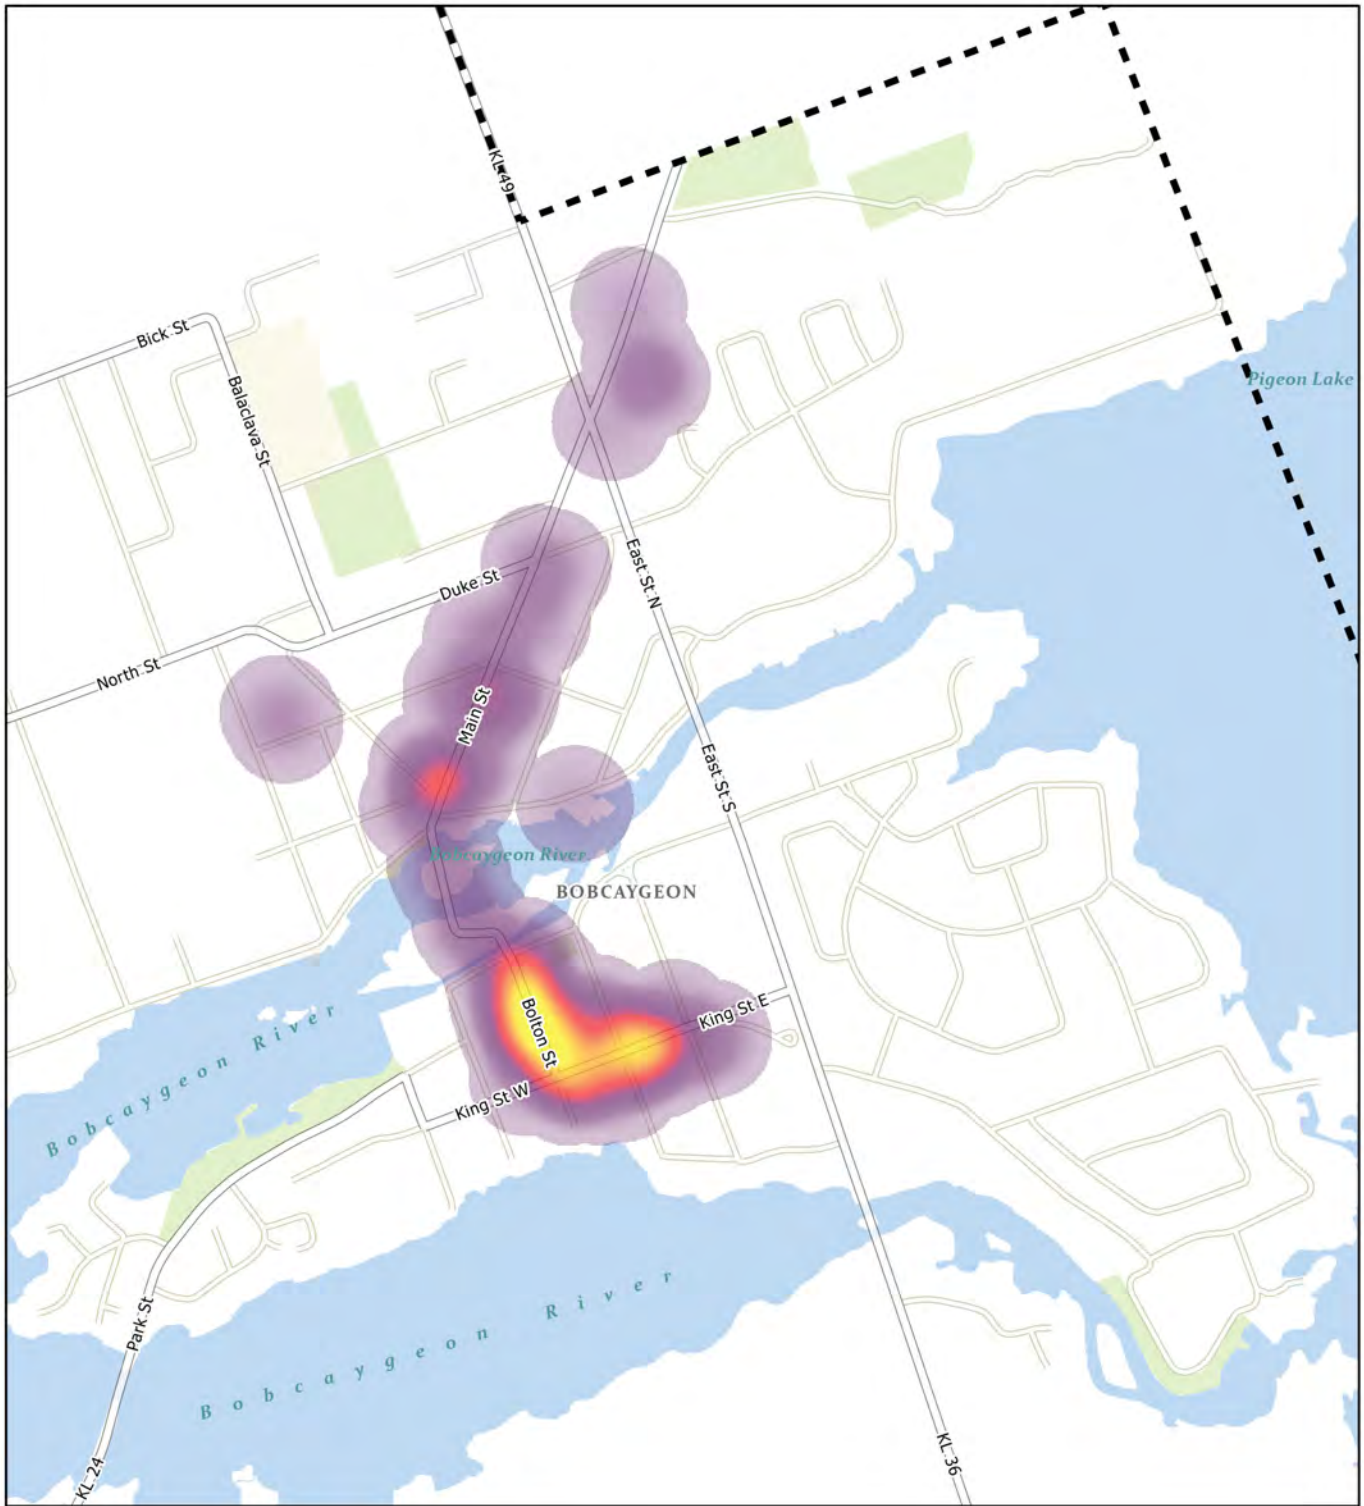 KL 49
Bick St
Pigeon Lake
Balaclava St
East St N
Duke St
North St
Main St
East St S
Bobcaygeon River
BOBCAYGEON
King St E
Bolton St
Bobcaygeon River
King St W
Bobcaygeon River
Park St
KL 36
KL 24